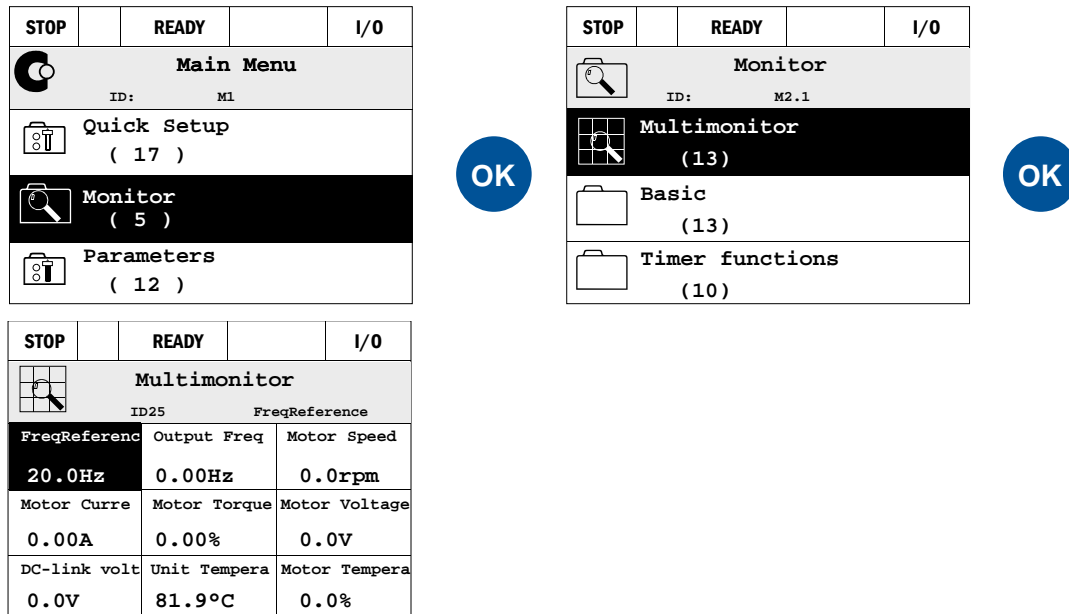 STOP READY I/O
Main Menu
ID: M1
Quick Setup
( 17 )
Monitor
( 5 )
Parameters
( 12 )
OK
STOP READY I/O
Monitor
ID: M2.1
Multimonitor
(13)
Basic
(13)
Timer functions
(10)
OK
STOP READY I/O
Multimonitor
ID25 FreqReference
FreqReferenc Output Freq Motor Speed
20.0Hz 0.00Hz 0.0rpm
Motor Curre Motor Torque Motor Voltage
0.00A 0.00% 0.0V
DC-link volt Unit Tempera Motor Tempera
0.0V 81.9°C 0.0%